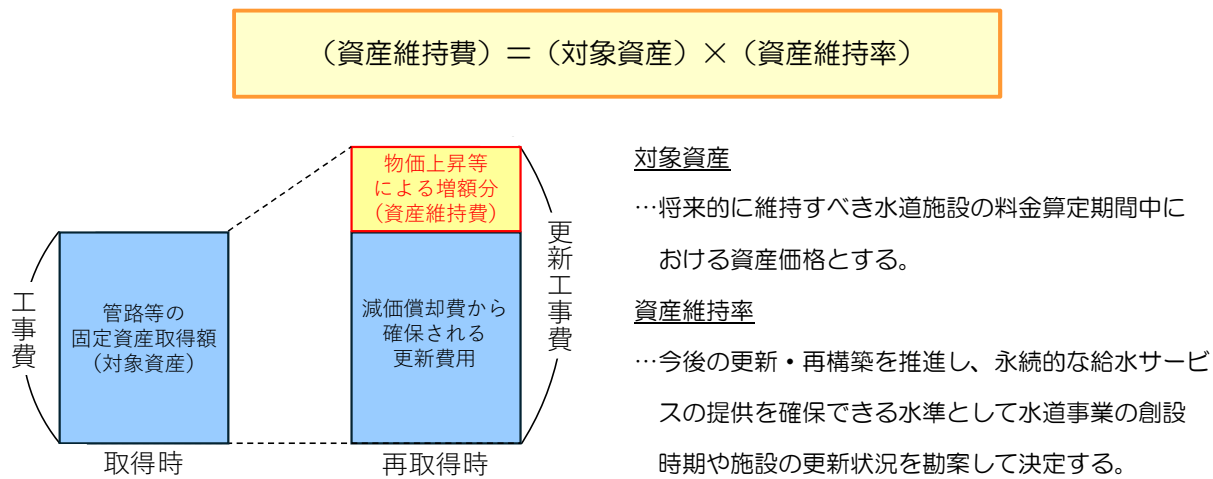 (資産維持費)=(対象資産)×(資産維持率)
工事費
管路等の
固定資産取得額
(対象資産)
取得時
物価上昇等
による増額分
(資産維持費)
減価償却費から
確保される
更新費用
再取得時
更新工事費
対象資産
…将来的に維持すべき水道施設の料金算定期間中に
おける資産価格とする。
資産維持率
…今後の更新・再構築を推進し、永続的な給水サービ
スの提供を確保できる水準として水道事業の創設
時期や施設の更新状況を勘案して決定する。